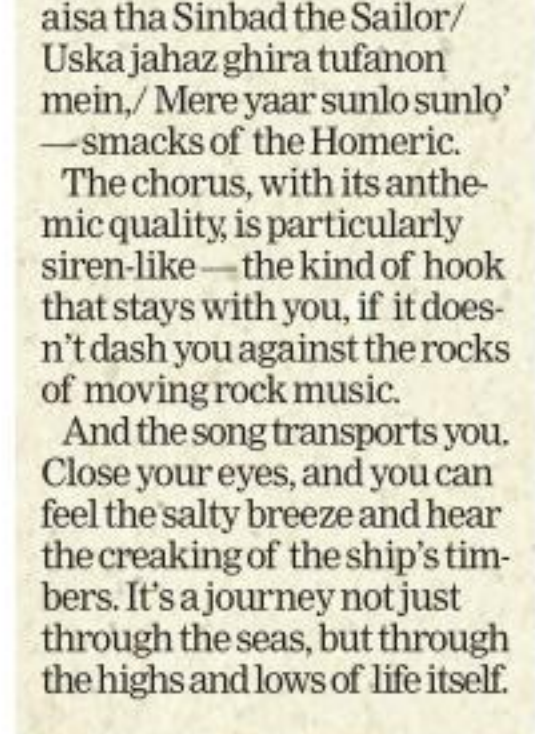 aisa tha Sinbad the Sailor/
Uska jahaz ghira tufanon
mein,/ Mere yaar sunlo sunlo’
—smacks of the Homeric.
The chorus, with its anthe-
mic quality, is particularly
siren-like—the kind of hook
that stays with you, if it does-
n’t dash you against the rocks
of moving rock music.
And the song transports you.
Close your eyes, and you can
feel the salty breeze and hear
the creaking of the ship’s tim-
bers. It’s a journey not just
through the seas, but through
the highs and lows of life itself.